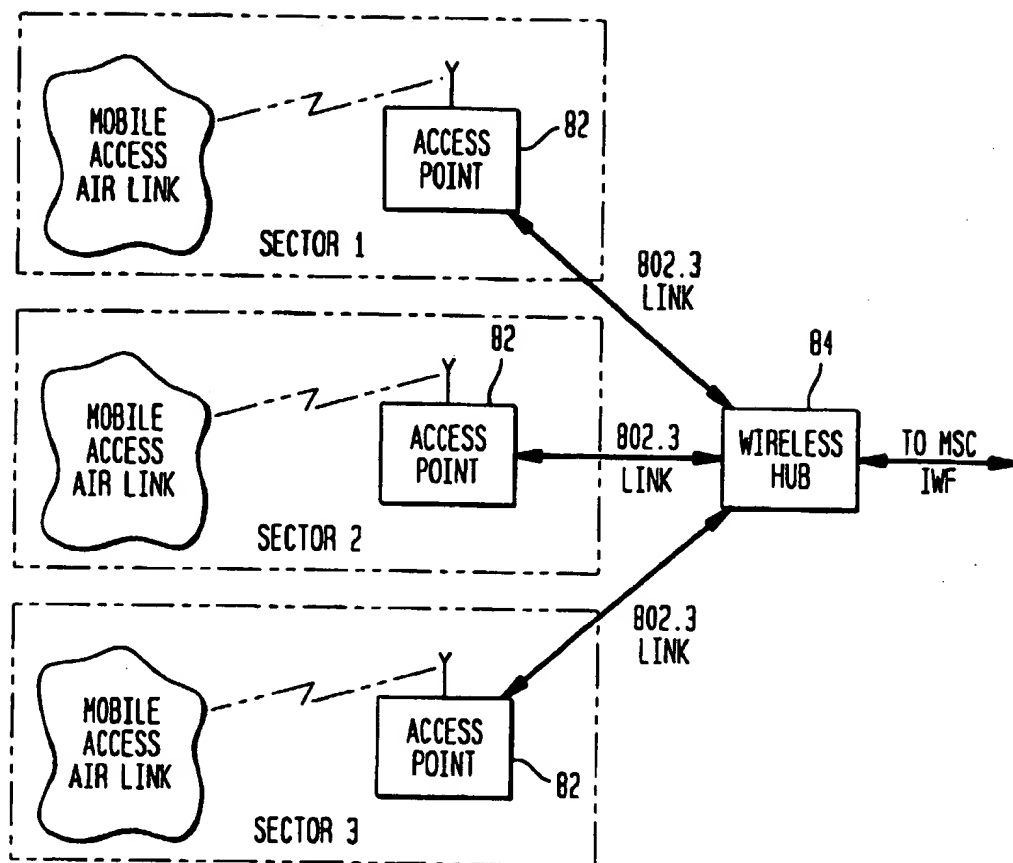 MOBILE
ACCESS
AIR LINK
ACCESS
POINT
82
SECTOR 1
802.3
LINK
MOBILE
ACCESS
AIR LINK
ACCESS
POINT
82
SECTOR 2
802.3
LINK
84
WIRELESS
HUB
TO MSC
IWF
802.3
LINK
MOBILE
ACCESS
AIR LINK
ACCESS
POINT
82
SECTOR 3